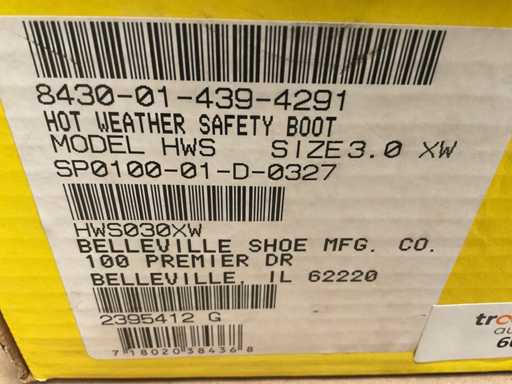 8430-01-439-4291
HOT WEATHER SAFETY BOOT
MODEL HWS SIZE 3.0 XW
SP0100-01-D-0327
HWS030XW
BELLEVILLE SHOE MFG. CO.
100 PREMIER DR
BELLEVILLE, IL 62220
2395412 G
7 18020 38436 8